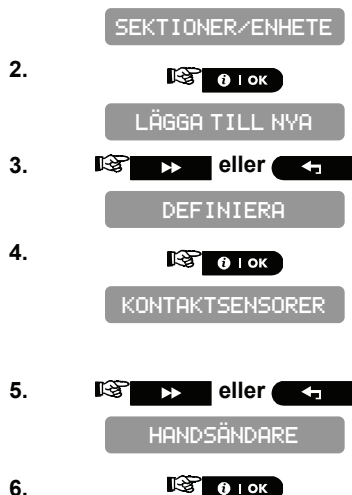 SEKTIONER/ENHETE
2. i | OK
LÄGGA TILL NYA
3. eller
DEFINIERA
4. i | OK
KONTAKTSENSORER
5. eller
HANDSÄNDARE
6. i | OK